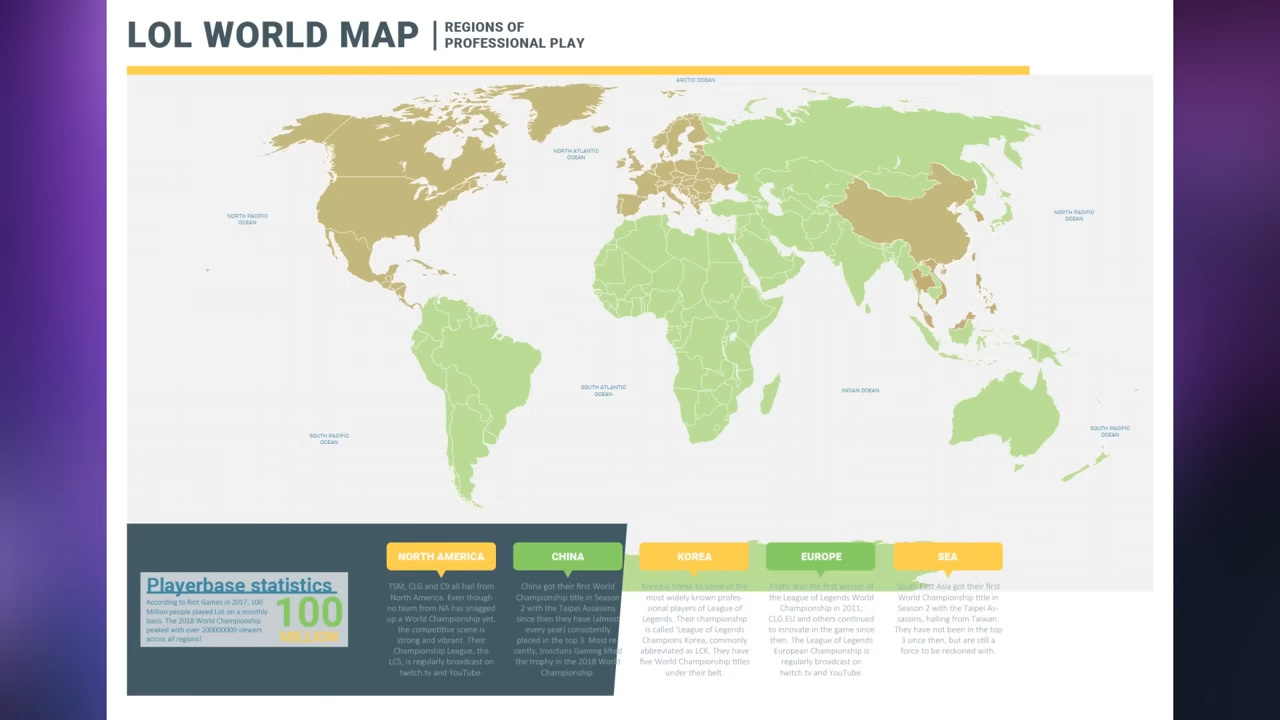 LOL WORLD MAP
REGIONS OF
PROFESSIONAL PLAY
ARCTIC OCEAN
NORTH ATLANTIC
OCEAN
NORTH PACIFIC
OCEAN
NORTH PACIFIC
OCEAN
SOUTH ATLANTIC
OCEAN
INDIAN OCEAN
SOUTH PACIFIC
OCEAN
SOUTH PACIFIC
OCEAN
Playerbase statistics
According to Riot Games in 2017, 100
Million people played LoL on a monthly
basis. The 2018 World Championship
peaked with over 200000000 viewers
across all regions!
100
MILLION
NORTH AMERICA
TSM, CLG and C9 all hail from
North America. Even though
no team from NA has snagged
up a World Championship yet,
the competitive scene is
strong and vibrant. Their
Championship League, the
LCS, is regularly broadcast on
twitch.tv and YouTube.
CHINA
China got their first World
Championship title in Season
2 with the Taipei Assassins
since then they have (almost
every year) consistently
placed in the top 3. Most re-
cently, Invictuns Gaming lifted
the trophy in the 2018 World
Championship.
KOREA
Korea is home to some of the
most widely known profes-
sional players of League of
Legends. Their championship
is called 'League of Legends
Champions Korea, commonly
abbreviated as LCK. They have
five World Championship titles
under their belt.
EUROPE
Fnatic was the first winner of
the League of Legends World
Championship in 2011;
CLG.EU and others continued
to innovate in the game since
then. The League of Legends
European Championship is
regularly broadcast on
twitch.tv and YouTube.
SEA
South East Asia got their first
World Championship title in
Season 2 with the Taipei As-
sassins, hailing from Taiwan.
They have not been in the top
3 since then, but are still a
force to be reckoned with.